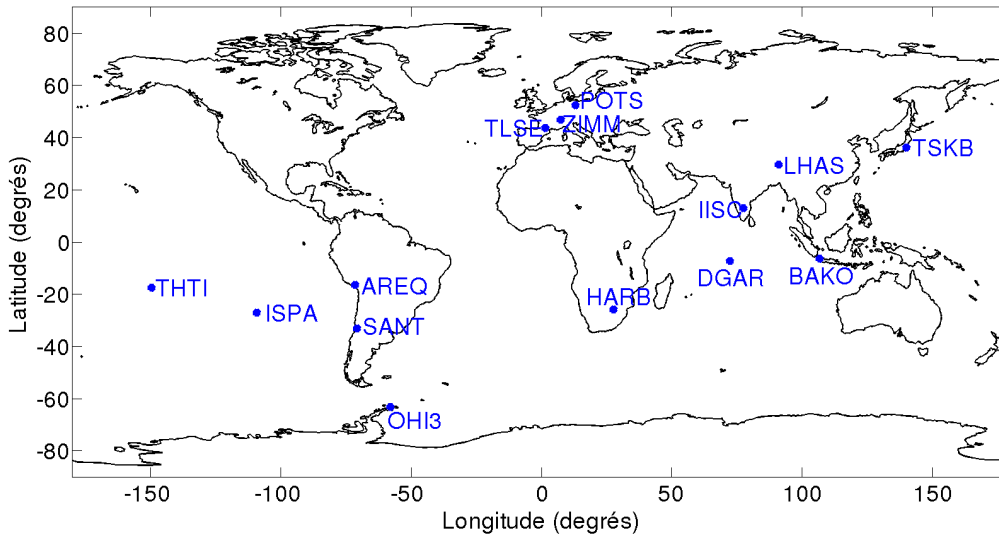 80
60
40
20
0
-20
-40
-60
-80
Latitude (degrés)
POTS
ZIMM
TLSE
TSKB
LHAS
IISC
DGAR
BAKO
THTI
ISPA
AREQ
SANT
HARB
OHI3
-150 -100 -50 0 50 100 150
Longitude (degrés)